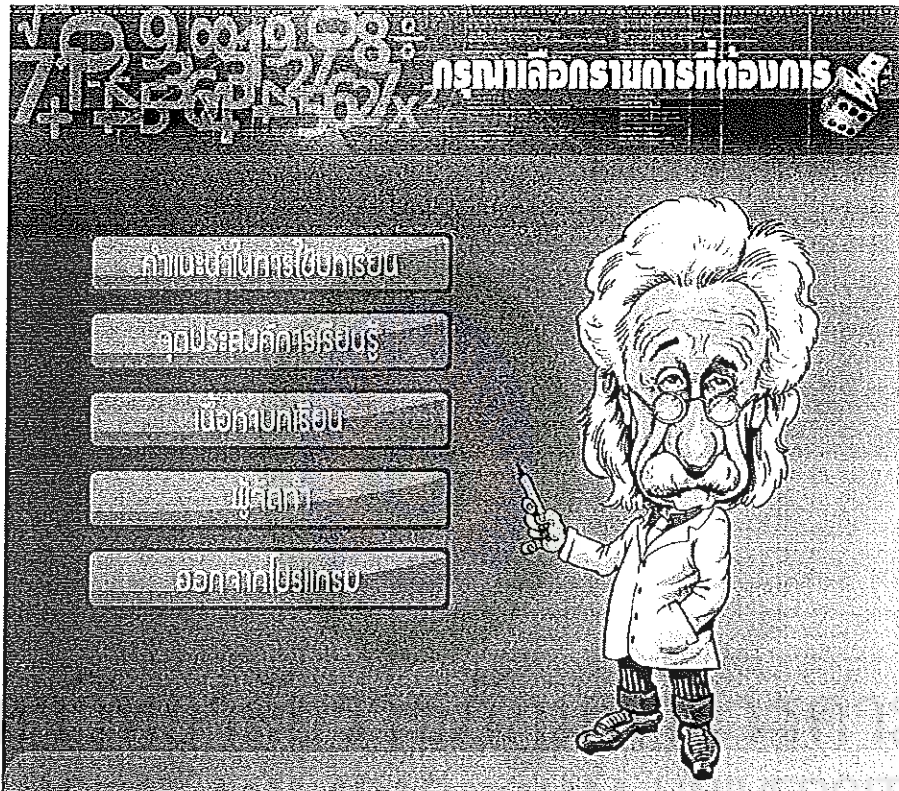 กรุณาเลือกรายการที่ต้องการ
คำแนะนำในการใช้บทเรียน
จุดประสงค์การเรียนรู้
เนื้อหาบทเรียน
ผู้จัดทำ
ออกจากโปรแกรม